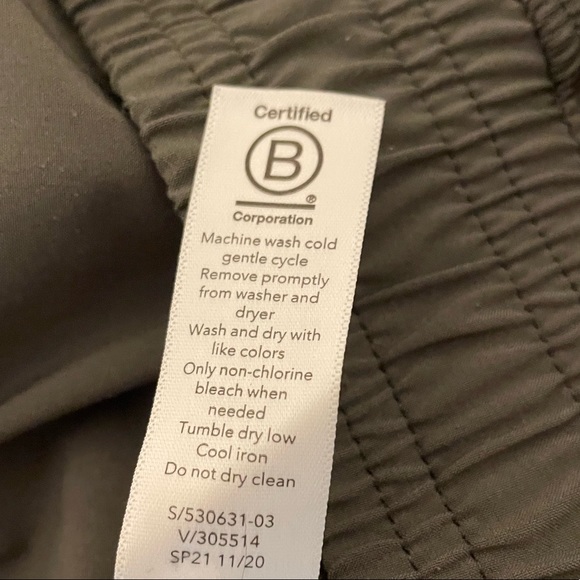 Certified
B
®
Corporation
Machine wash cold
gentle cycle
Remove promptly
from washer and
dryer
Wash and dry with
like colors
Only non-chlorine
bleach when
needed
Tumble dry low
Cool iron
Do not dry clean
S/530631-03
V/305514
SP21 11/20